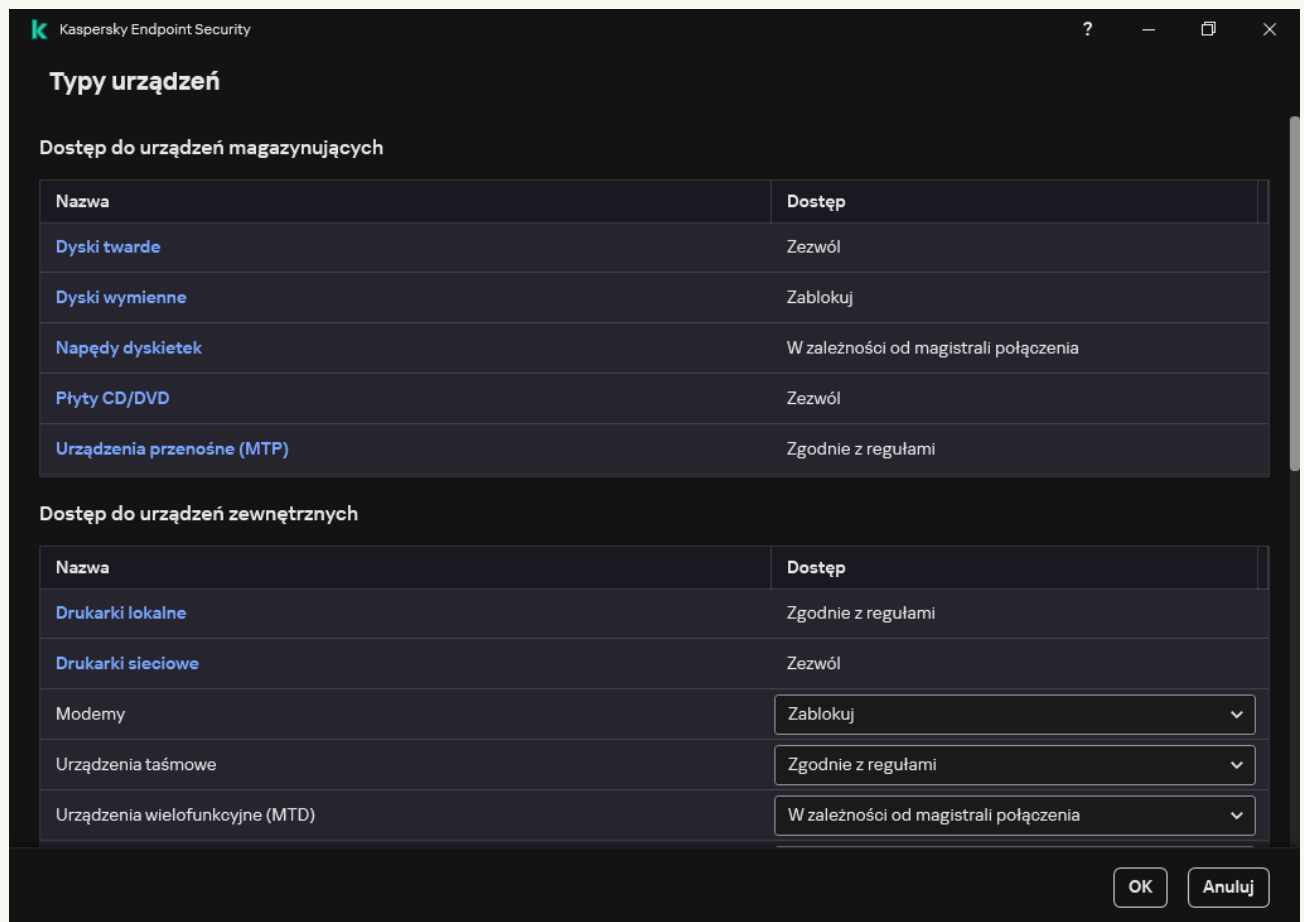 Kaspersky Endpoint Security
?
Typy urządzeń
Dostęp do urządzeń magazynujących
Nazwa Dostęp
Dyski twarde Zezwól
Dyski wymienne Zablokuj
Napędy dyskietek W zależności od magistrali połączenia
Płyty CD/DVD Zezwól
Urządzenia przenośne (MTP) Zgodnie z regułami
Dostęp do urządzeń zewnętrznych
Nazwa Dostęp
Drukarki lokalne Zgodnie z regułami
Drukarki sieciowe Zezwól
Modemy Zablokuj
Urządzenia taśmowe Zgodnie z regułami
Urządzenia wielofunkcyjne (MTD) W zależności od magistrali połączenia
OK Anuluj